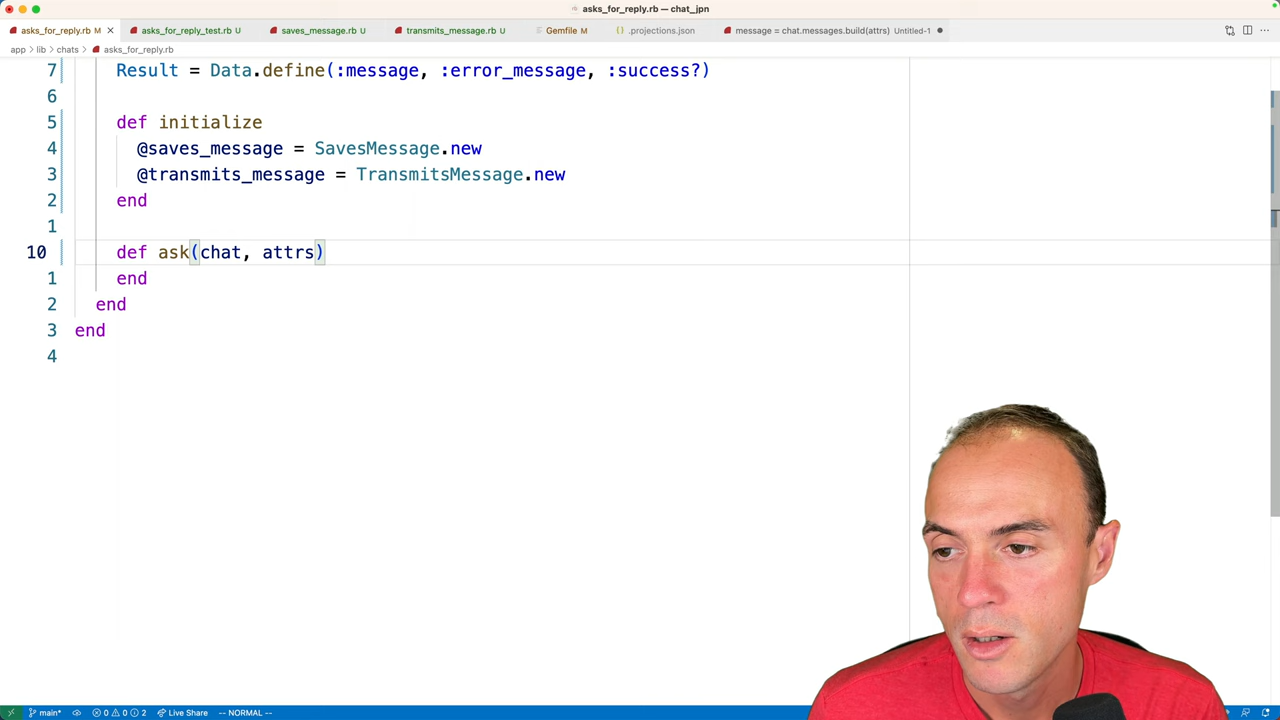 asks_for_reply.rb — chat_jpn
asks_for_reply.rb M
asks_for_reply_test.rb U
saves_message.rb U
transmits_message.rb U
Gemfile M
.projections.json
message = chat.messages.build(attrs) Untitled-1
app > lib > chats > asks_for_reply.rb
7 Result = Data.define(:message, :error_message, :success?)
6
5 def initialize
4 @saves_message = SavesMessage.new
3 @transmits_message = TransmitsMessage.new
2 end
1
10 def ask(chat, attrs)
1 end
2 end
3 end
4
main* 0 0 2 Live Share -- NORMAL --